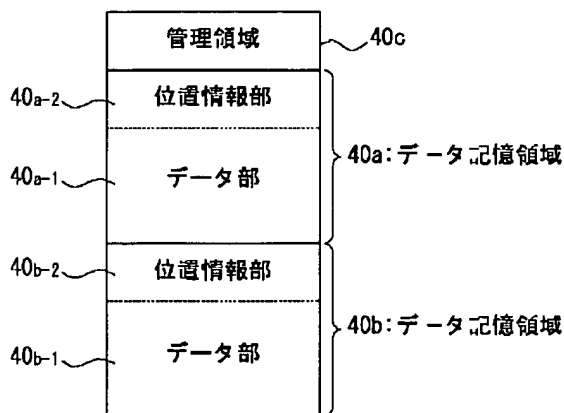 管理領域 40c
40a-2 位置情報部
40a:データ記憶領域
40a-1 データ部
40b-2 位置情報部
40b:データ記憶領域
40b-1 データ部